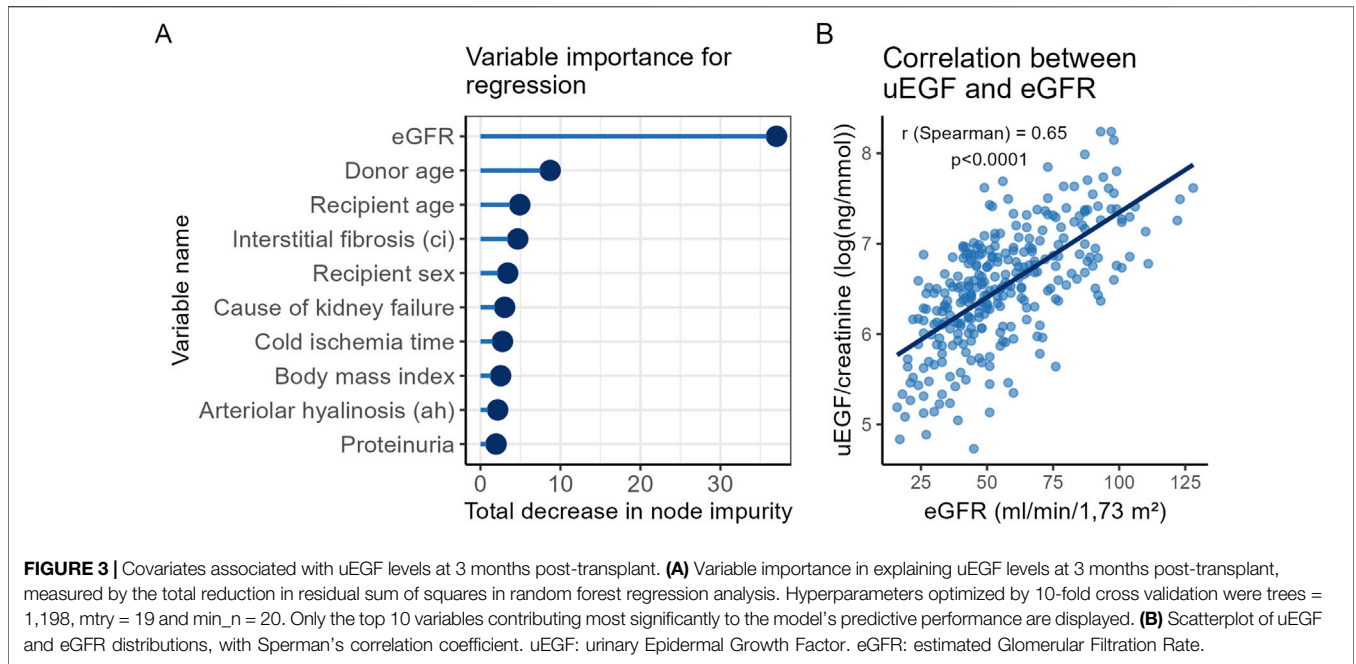 A
Variable importance for
regression
Variable name
eGFR
Donor age
Recipient age
Interstitial fibrosis (ci)
Recipient sex
Cause of kidney failure
Cold ischemia time
Body mass index
Arteriolar hyalinosis (ah)
Proteinuria
0 10 20 30
Total decrease in node impurity
B
Correlation between
uEGF and eGFR
r (Spearman) = 0.65
p<0.0001
uEGF/creatinine (log(ng/mmol))
8
7
6
5
25 50 75 100 125
eGFR (ml/min/1,73 m²)
FIGURE 3 | Covariates associated with uEGF levels at 3 months post-transplant. (A) Variable importance in explaining uEGF levels at 3 months post-transplant,
measured by the total reduction in residual sum of squares in random forest regression analysis. Hyperparameters optimized by 10-fold cross validation were trees =
1,198, mtry = 19 and min_n = 20. Only the top 10 variables contributing most significantly to the model's predictive performance are displayed. (B) Scatterplot of uEGF
and eGFR distributions, with Sperman's correlation coefficient. uEGF: urinary Epidermal Growth Factor. eGFR: estimated Glomerular Filtration Rate.